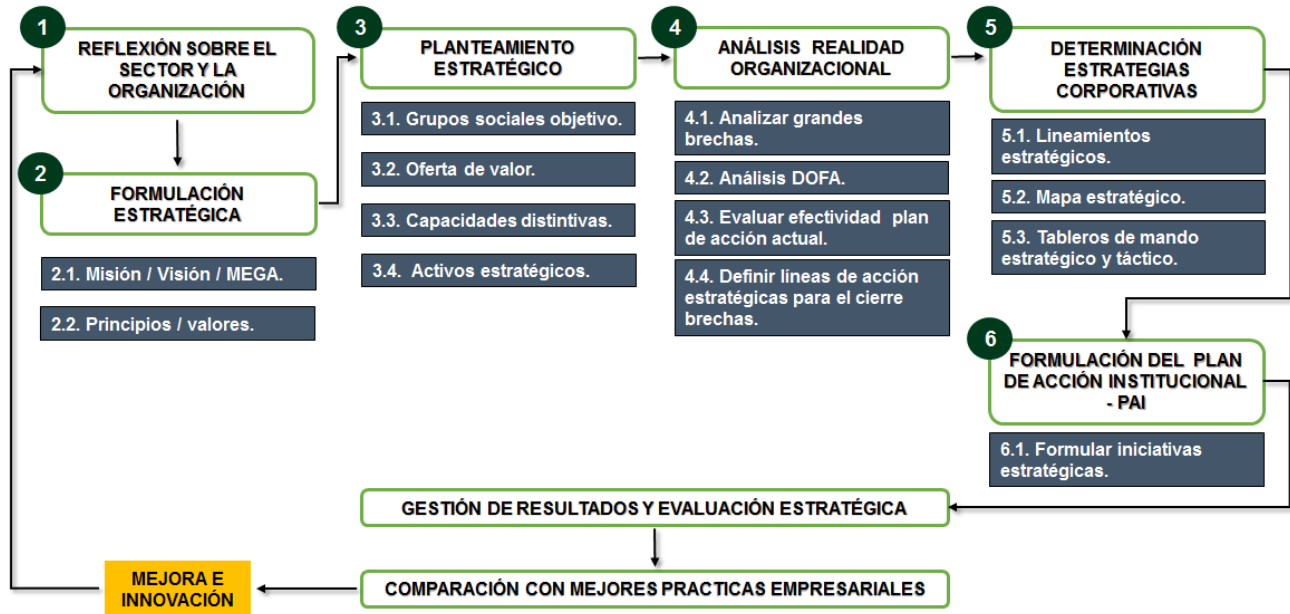 1
REFLEXIÓN SOBRE EL
SECTOR Y LA
ORGANIZACIÓN
2
FORMULACIÓN
ESTRATÉGICA
2.1. Misión / Visión / MEGA.
2.2. Principios / valores.
3
PLANTEAMIENTO
ESTRATÉGICO
3.1. Grupos sociales objetivo.
3.2. Oferta de valor.
3.3. Capacidades distintivas.
3.4. Activos estratégicos.
4
ANÁLISIS REALIDAD
ORGANIZACIONAL
4.1. Analizar grandes
brechas.
4.2. Análisis DOFA.
4.3. Evaluar efectividad plan
de acción actual.
4.4. Definir líneas de acción
estratégicas para el cierre
brechas.
5
DETERMINACIÓN
ESTRATEGIAS
CORPORATIVAS
5.1. Lineamientos
estratégicos.
5.2. Mapa estratégico.
5.3. Tableros de mando
estratégico y táctico.
6
FORMULACIÓN DEL PLAN
DE ACCIÓN INSTITUCIONAL
- PAI
6.1. Formular iniciativas
estratégicas.
GESTIÓN DE RESULTADOS Y EVALUACIÓN ESTRATÉGICA
COMPARACIÓN CON MEJORES PRACTICAS EMPRESARIALES
MEJORA E
INNOVACIÓN